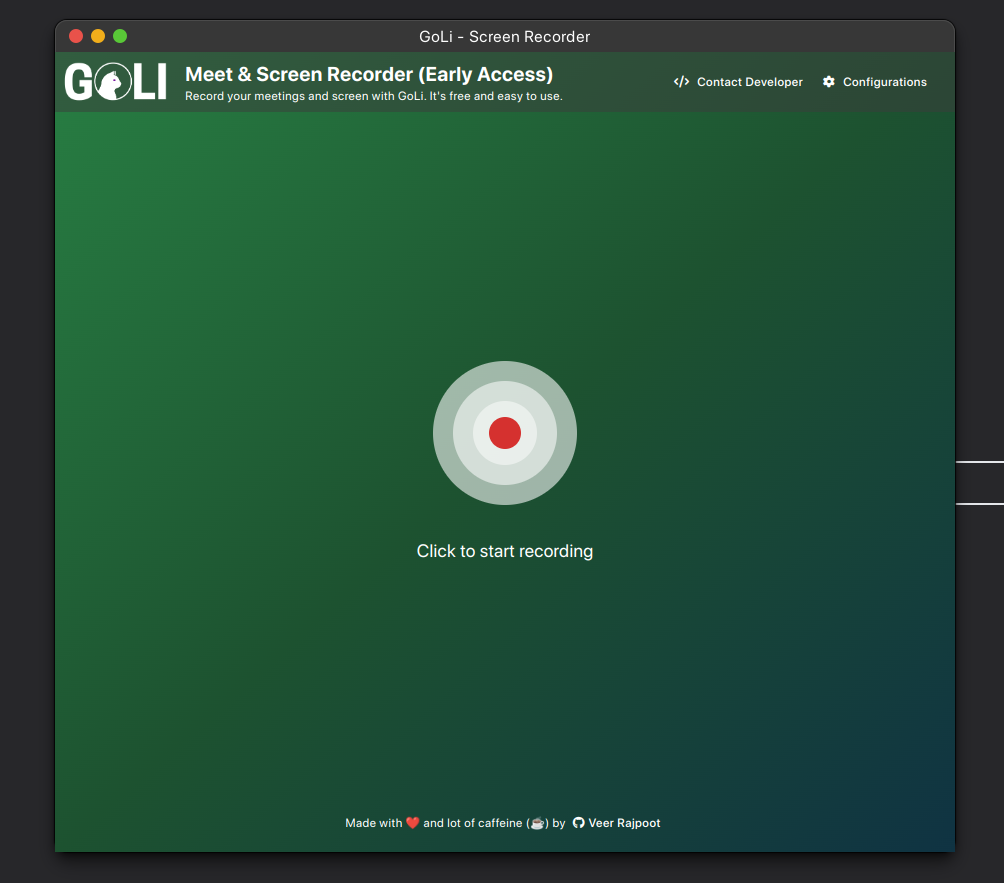 GoLi - Screen Recorder
GOLI
Meet & Screen Recorder (Early Access)
Record your meetings and screen with GoLi. It's free and easy to use.
</> Contact Developer
Configurations
Click to start recording
Made with ❤️ and lot of caffeine (☕) by Veer Rajpoot